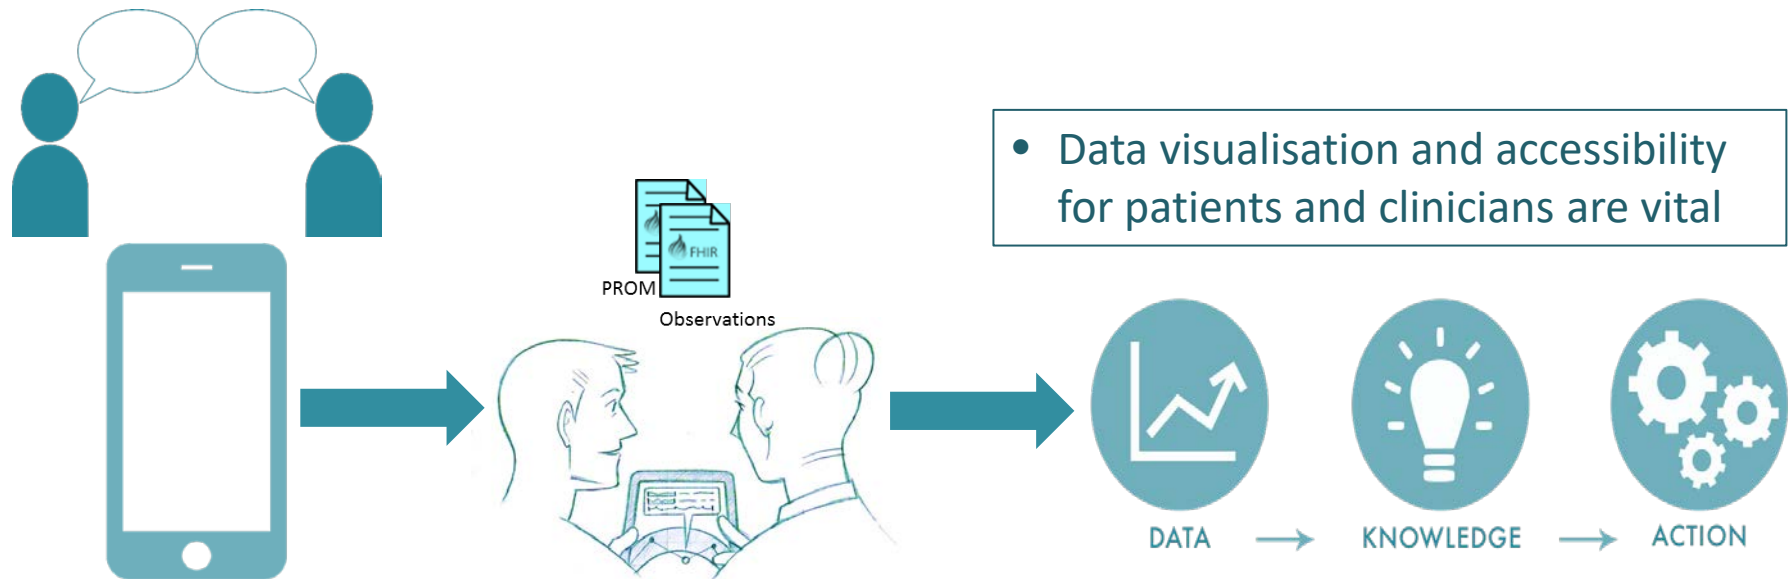 • Data visualisation and accessibility
for patients and clinicians are vital
FHIR
PROM
Observations
DATA → KNOWLEDGE → ACTION